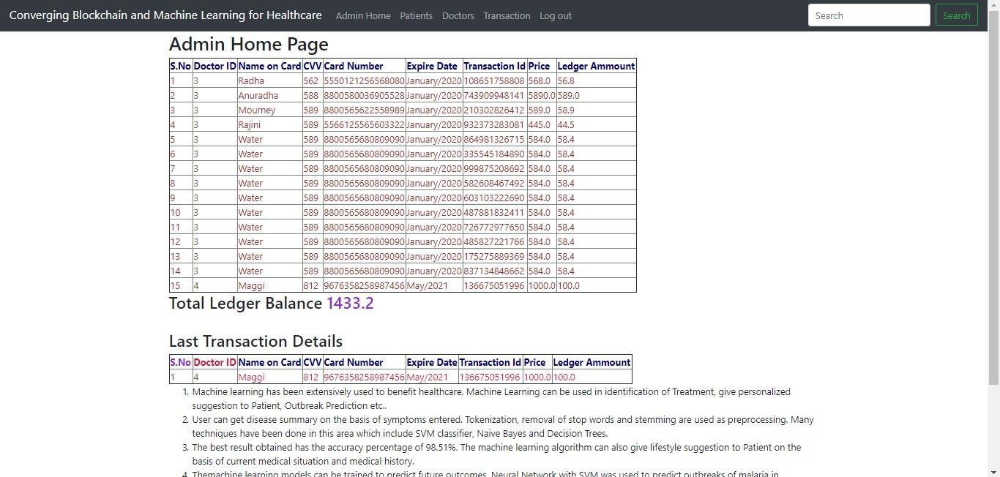 Converging Blockchain and Machine Learning for Healthcare Admin Home Patients Doctors Transaction Log out Search Search
Admin Home Page
S.No Doctor ID Name on Card CVV Card Number Expire Date Transaction Id Price Ledger Ammount
1 3 Radha 562 5550121256568080 January/2020 108651758808 568.0 56.8
2 3 Anuradha 588 8800580036905528 January/2020 743909948141 5890.0 589.0
3 3 Mourney 589 8800565622558989 January/2020 210302826412 589.0 58.9
4 3 Rajini 589 5566125565603322 January/2020 932373283081 445.0 44.5
5 3 Water 589 8800565680809090 January/2020 864981326715 584.0 58.4
6 3 Water 589 8800565680809090 January/2020 335545184890 584.0 58.4
7 3 Water 589 8800565680809090 January/2020 999875208692 584.0 58.4
8 3 Water 589 8800565680809090 January/2020 582608467492 584.0 58.4
9 3 Water 589 8800565680809090 January/2020 603103222690 584.0 58.4
10 3 Water 589 8800565680809090 January/2020 487881832411 584.0 58.4
11 3 Water 589 8800565680809090 January/2020 726772977650 584.0 58.4
12 3 Water 589 8800565680809090 January/2020 485827221766 584.0 58.4
13 3 Water 589 8800565680809090 January/2020 175275889369 584.0 58.4
14 3 Water 589 8800565680809090 January/2020 837134848662 584.0 58.4
15 4 Maggi 812 9676358258987456 May/2021 136675051996 1000.0 100.0
Total Ledger Balance 1433.2
Last Transaction Details
S.No Doctor ID Name on Card CVV Card Number Expire Date Transaction Id Price Ledger Ammount
1 4 Maggi 812 9676358258987456 May/2021 136675051996 1000.0 100.0
1. Machine learning has been extensively used to benefit healthcare. Machine Learning can be used in identification of Treatment, give personalized
suggestion to Patient, Outbreak Prediction etc..
2. User can get disease summary on the basis of symptoms entered. Tokenization, removal of stop words and stemming are used as preprocessing. Many
techniques have been done in this area which include SVM classifier, Naive Bayes and Decision Trees.
3. The best result obtained has the accuracy percentage of 98.51%. The machine learning algorithm can also give lifestyle suggestion to Patient on the
basis of current medical situation and medical history.
4. Themachine learning models can be trained to predict future outcomes. Neural Network with SVM was used to predict outbreaks of malaria in